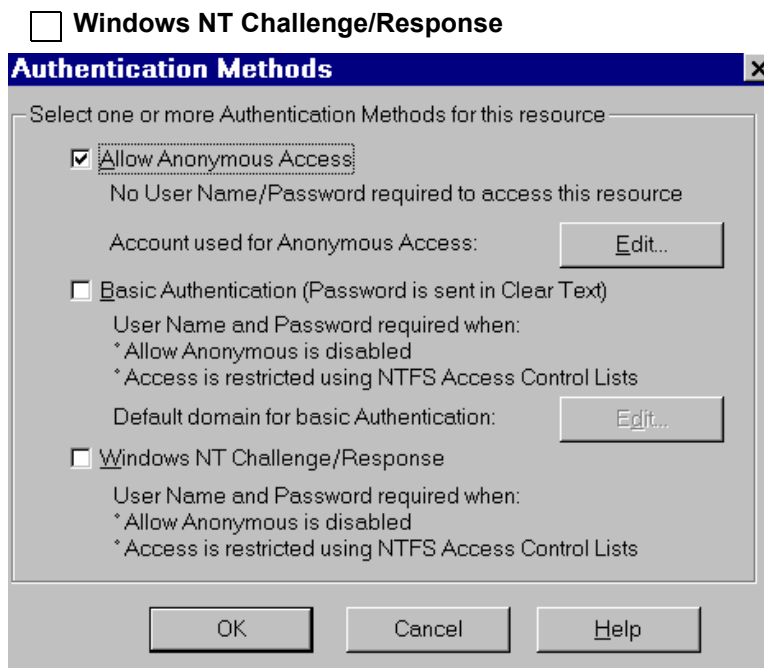 Windows NT Challenge/Response
Authentication Methods
Select one or more Authentication Methods for this resource
Allow Anonymous Access
No User Name/Password required to access this resource
Account used for Anonymous Access:
Edit...
Basic Authentication (Password is sent in Clear Text)
User Name and Password required when:
*Allow Anonymous is disabled
*Access is restricted using NTFS Access Control Lists
Default domain for basic Authentication:
Edit...
Windows NT Challenge/Response
User Name and Password required when:
*Allow Anonymous is disabled
*Access is restricted using NTFS Access Control Lists
OK
Cancel
Help